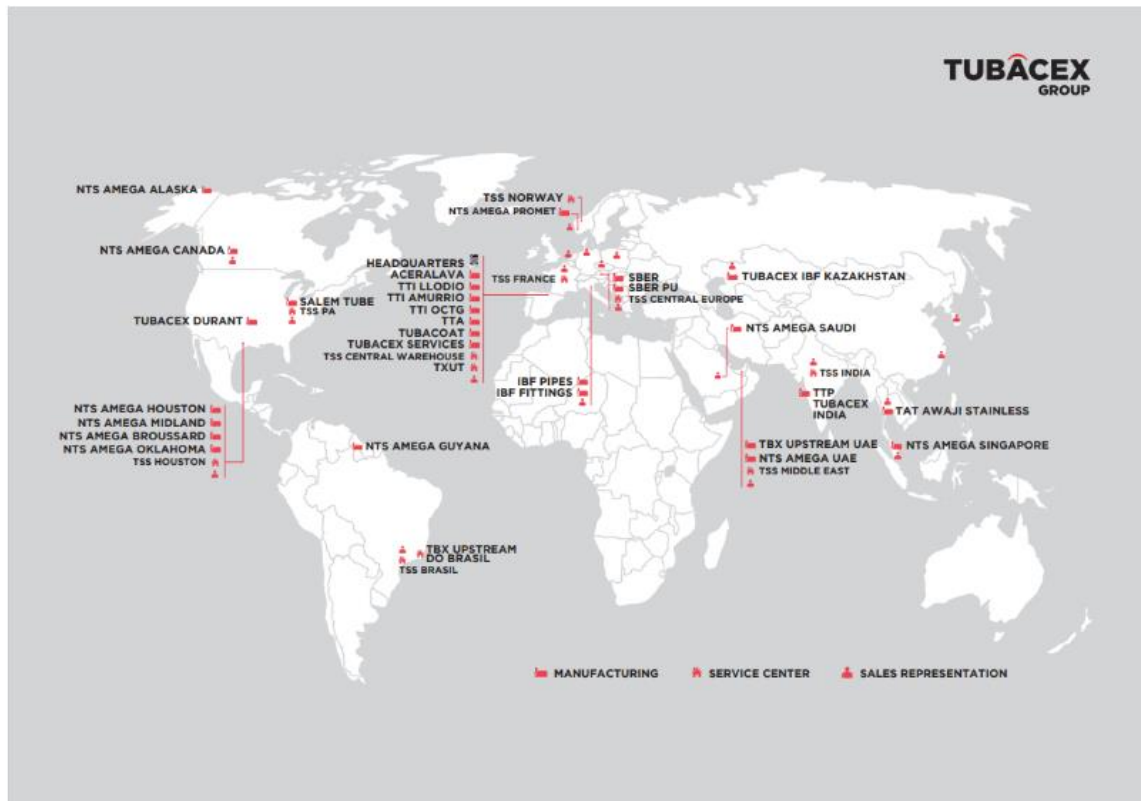 TUBACEX
GROUP
NTS AMEGA ALASKA
NTS AMEGA CANADA
SALEM TUBE
TSS PA
TUBACEX DURANT
NTS AMEGA HOUSTON
NTS AMEGA MIDLAND
NTS AMEGA BROUSSARD
NTS AMEGA OKLAHOMA
TSS HOUSTON
NTS AMEGA GUYANA
TBX UPSTREAM
DO BRASIL
TSS BRASIL
TSS NORWAY
NTS AMEGA PROMET
HEADQUARTERS
ACERALAVA
TTI LLODIO
TTI AMURRIO
TTI OCTG
TTA
TUBACOAT
TUBACEX SERVICES
TSS CENTRAL WAREHOUSE
TXUT
TSS FRANCE
SBER
SBER PU
TSS CENTRAL EUROPE
IBF PIPES
IBF FITTINGS
TUBACEX IBF KAZAKHSTAN
NTS AMEGA SAUDI
TSS INDIA
TTP
TUBACEX
INDIA
TAT AWAJI STAINLESS
TBX UPSTREAM UAE
NTS AMEGA UAE
TSS MIDDLE EAST
NTS AMEGA SINGAPORE
MANUFACTURING
SERVICE CENTER
SALES REPRESENTATION